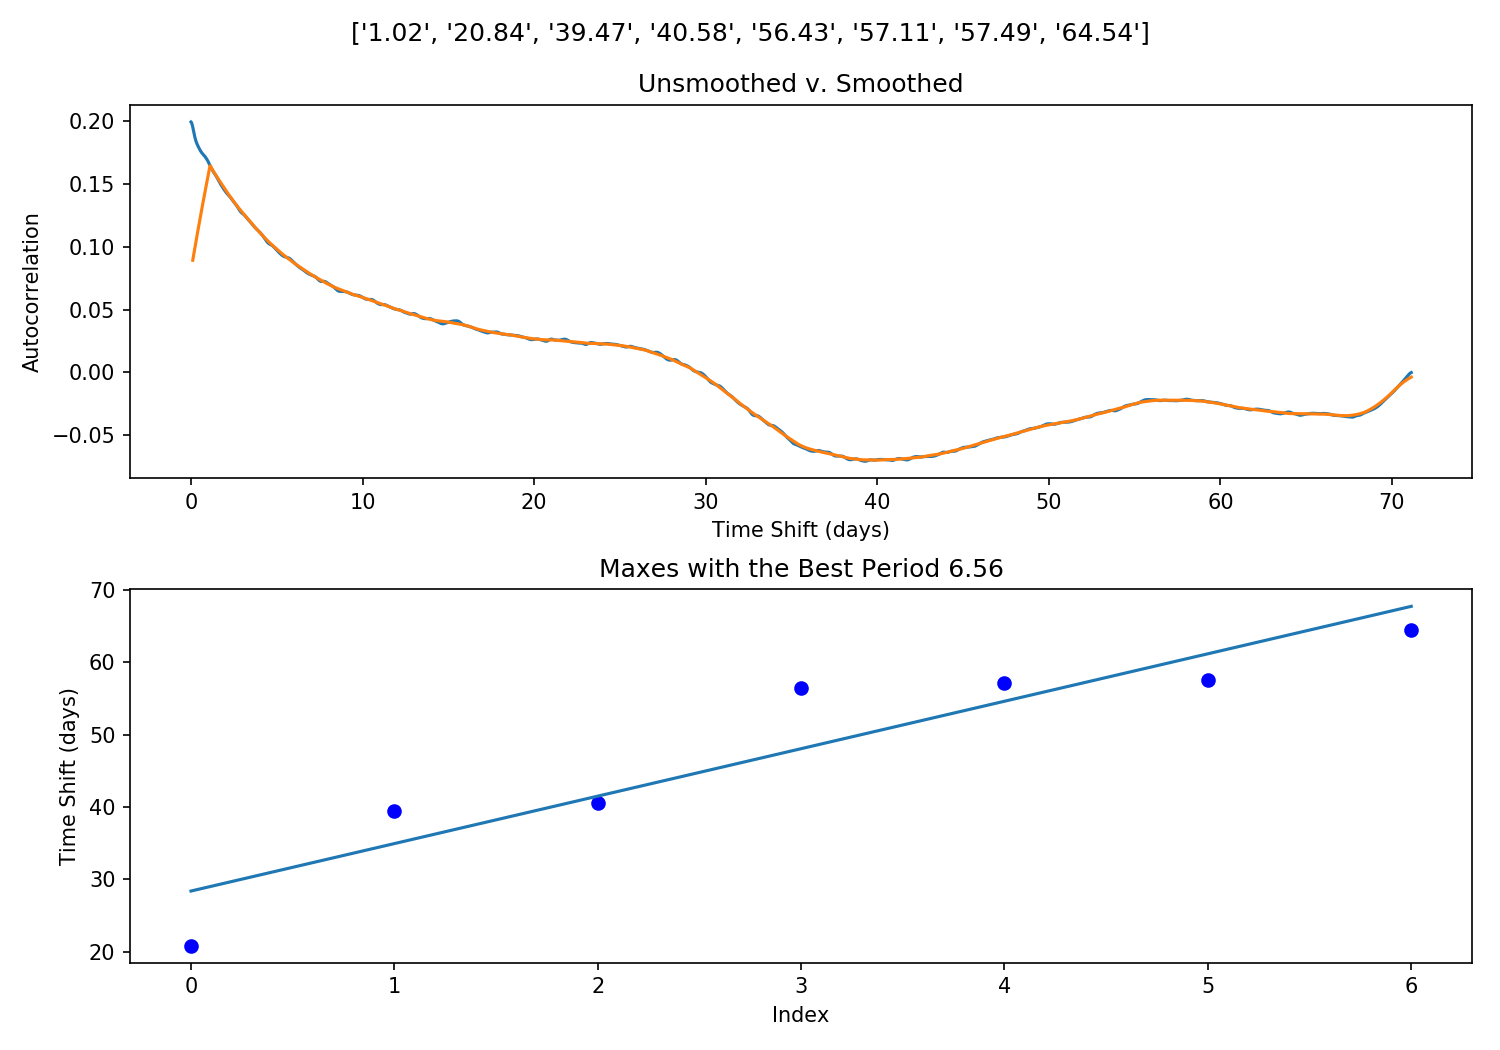 ['1.02', '20.84', '39.47', '40.58', '56.43', '57.11', '57.49', '64.54']
Unsmoothed v. Smoothed
0.20
0.15
0.10
0.05
0.00
−0.05
Autocorrelation
0 10 20 30 40 50 60 70
Time Shift (days)
Maxes with the Best Period 6.56
70
60
50
40
30
20
Time Shift (days)
0 1 2 3 4 5 6
Index